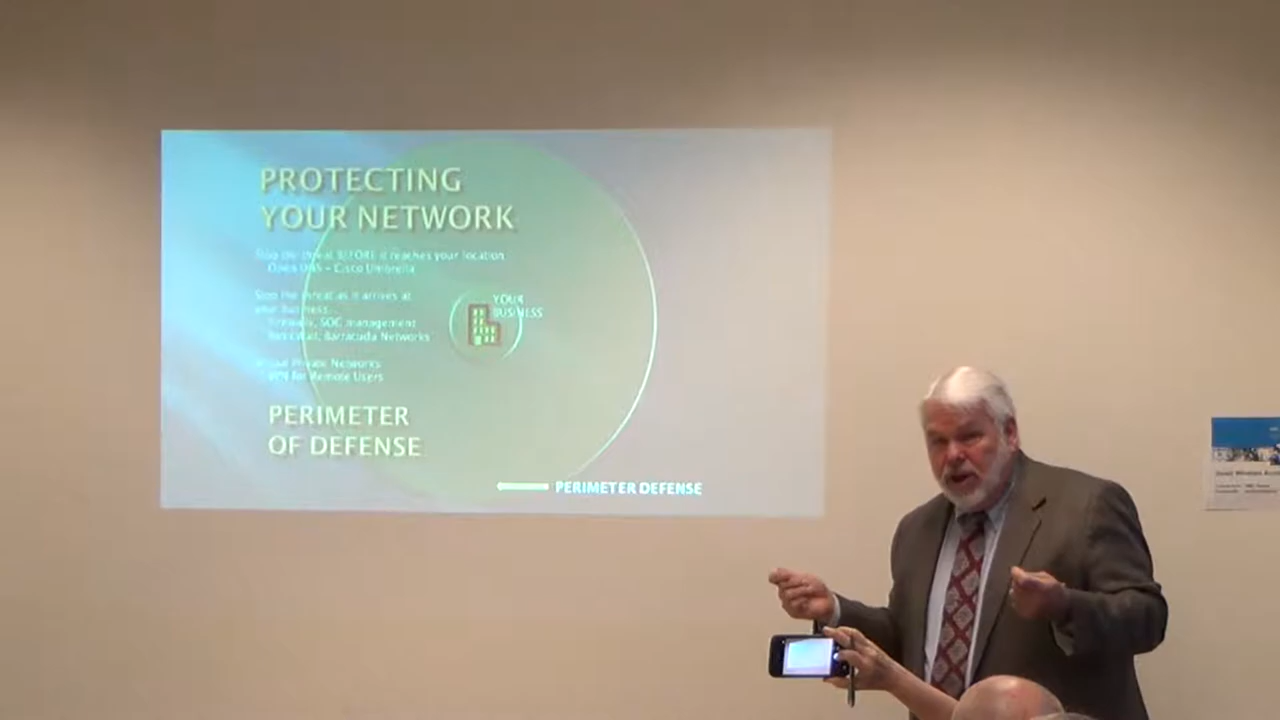 PROTECTING
YOUR NETWORK
Stop the threat BEFORE it reaches your location
Open DNS - Cisco Umbrella
Stop the threat as it arrives at
your business
Firewalls, SOC management
Barracuda Networks
Private Networks
VPN for Remote Users
YOUR
BUSINESS
PERIMETER
OF DEFENSE
PERIMETER DEFENSE